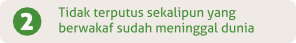 2
Tidak terputus sekalipun yang
berwakaf sudah meninggal dunia